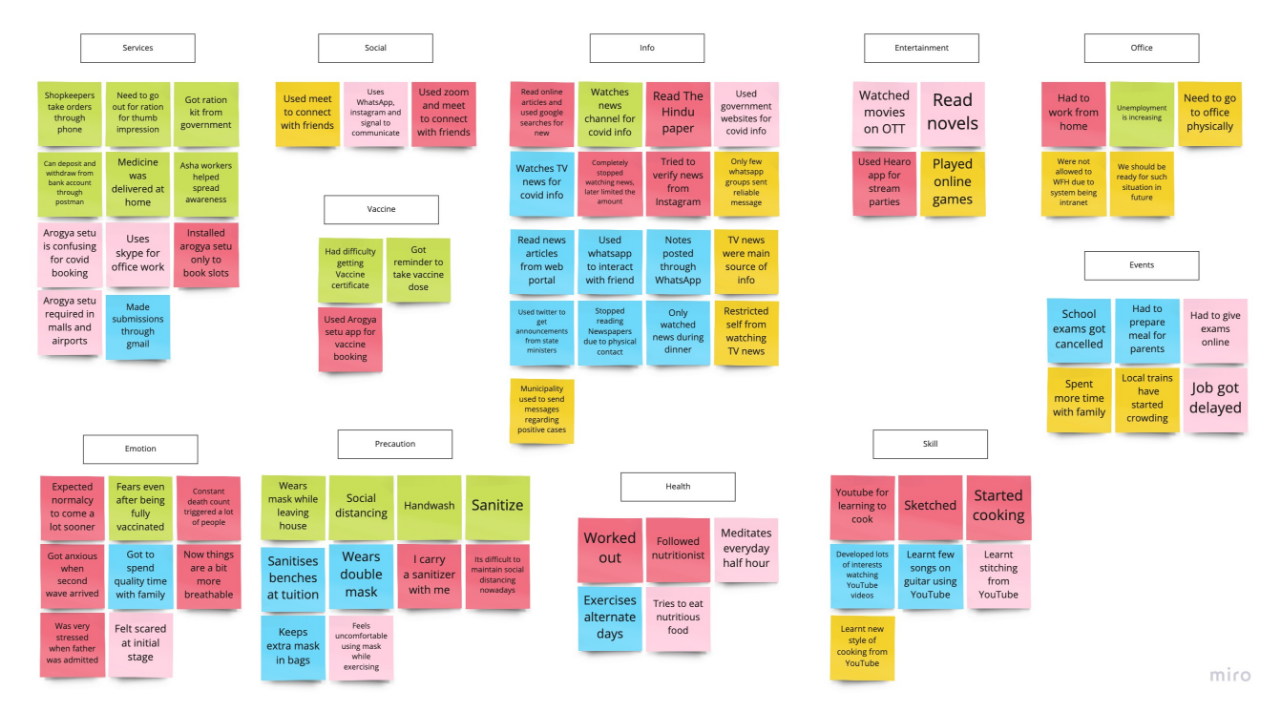 Services
Shopkeepers
take orders
through
phone
Need to go
out for ration
for thumb
impression
Got ration
kit from
government
Can deposit and
withdraw from
bank account
through
postman
Medicine
was
delivered at
home
Asha workers
helped
spread
awareness
Arogya setu
is confusing
for covid
booking
Uses
skype for
office work
Installed
arogya setu
only to
book slots
Arogya setu
required in
malls and
airports
Made
submissions
through
gmail
Social
Used meet
to connect
with friends
Uses
WhatsApp,
instagram and
signal to
communicate
Used zoom
and meet
to connect
with friends
Vaccine
Had difficulty
getting
Vaccine
certificate
Got
reminder to
take vaccine
dose
Used Arogya
setu app for
vaccine
booking
Info
Read online
articles and
used google
searches for
new
Watches
news
channel for
covid info
Read The
Hindu
paper
Used
government
websites for
covid info
Watches TV
news for
covid info
Completely
stopped
watching news,
later limited the
amount
Tried to
verify news
from
Instagram
Only few
whatsapp
groups sent
reliable
message
Read news
articles
from web
portal
Used
whatsapp
to interact
with friend
Notes
posted
through
WhatsApp
TV news
were main
source of
info
Used twitter to
get
announcements
from state
ministers
Stopped
reading
Newspapers
due to physical
contact
Only
watched
news during
dinner
Restricted
self from
watching
TV news
Municipality
used to send
messages
regarding
positive cases
Entertainment
Watched
movies
on OTT
Read
novels
Used Hearo
app for
stream
parties
Played
online
games
Office
Had to
work from
home
Unemployment
is increasing
Need to go
to office
physically
Were not
allowed to
WFH due to
system being
intranet
We should be
ready for such
situation in
future
Events
School
exams got
cancelled
Had to
prepare
meal for
parents
Had to give
exams
online
Spent
more time
with family
Local trains
have
started
crowding
Job got
delayed
Emotion
Expected
normalcy
to come a
lot sooner
Fears even
after being
fully
vaccinated
Constant
death count
triggered a lot
of people
Got anxious
when
second
wave arrived
Got to
spend
quality time
with family
Now things
are a bit
more
breathable
Was very
stressed
when father
was admitted
Felt scared
at initial
stage
Precaution
Wears
mask while
leaving
house
Social
distancing
Handwash
Sanitize
Sanitises
benches
at tuition
Wears
double
mask
I carry
a sanitizer
with me
Its difficult to
maintain social
distancing
nowadays
Keeps
extra mask
in bags
Feels
uncomfortable
using mask
while
exercising
Health
Worked
out
Followed
nutritionist
Meditates
everyday
half hour
Exercises
alternate
days
Tries to eat
nutritious
food
Skill
Youtube for
learning to
cook
Sketched
Started
cooking
Developed lots
of interests
watching
YouTube
videos
Learnt few
songs on
guitar using
YouTube
Learnt
stitching
from
YouTube
Learnt new
style of
cooking from
YouTube
miro